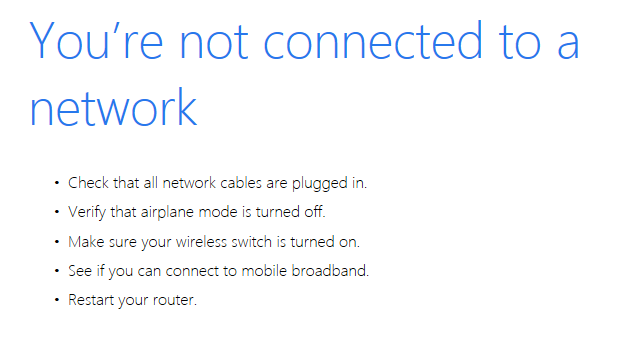 You’re not connected to a
network
• Check that all network cables are plugged in.
• Verify that airplane mode is turned off.
• Make sure your wireless switch is turned on.
• See if you can connect to mobile broadband.
• Restart your router.